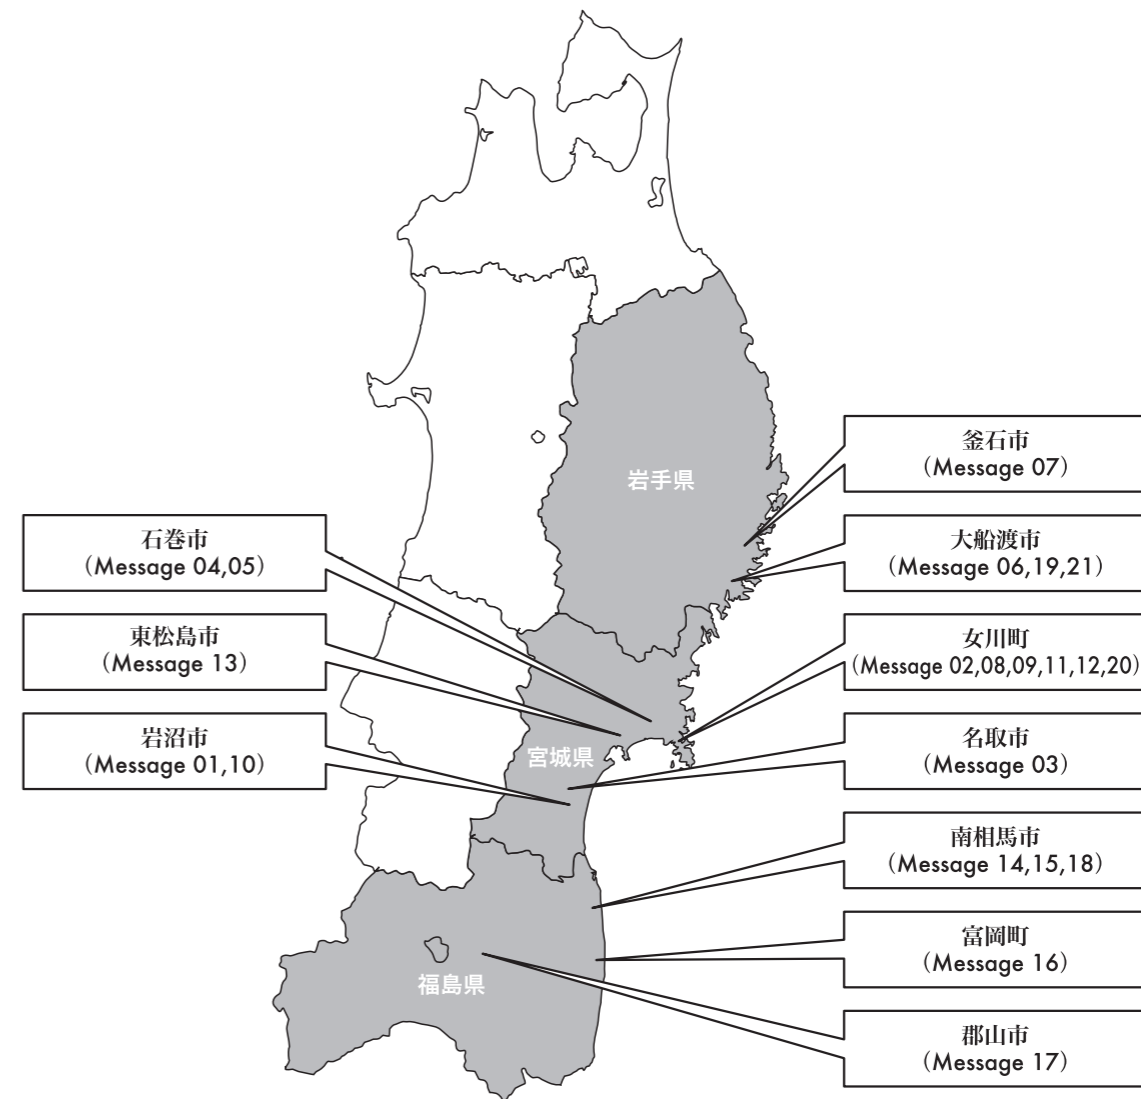 岩手県
宮城県
福島県
石巻市
（Message 04,05）
東松島市
（Message 13）
岩沼市
（Message 01,10）
釜石市
（Message 07）
大船渡市
（Message 06,19,21）
女川町
（Message 02,08,09,11,12,20）
名取市
（Message 03）
南相馬市
（Message 14,15,18）
富岡町
（Message 16）
郡山市
（Message 17）